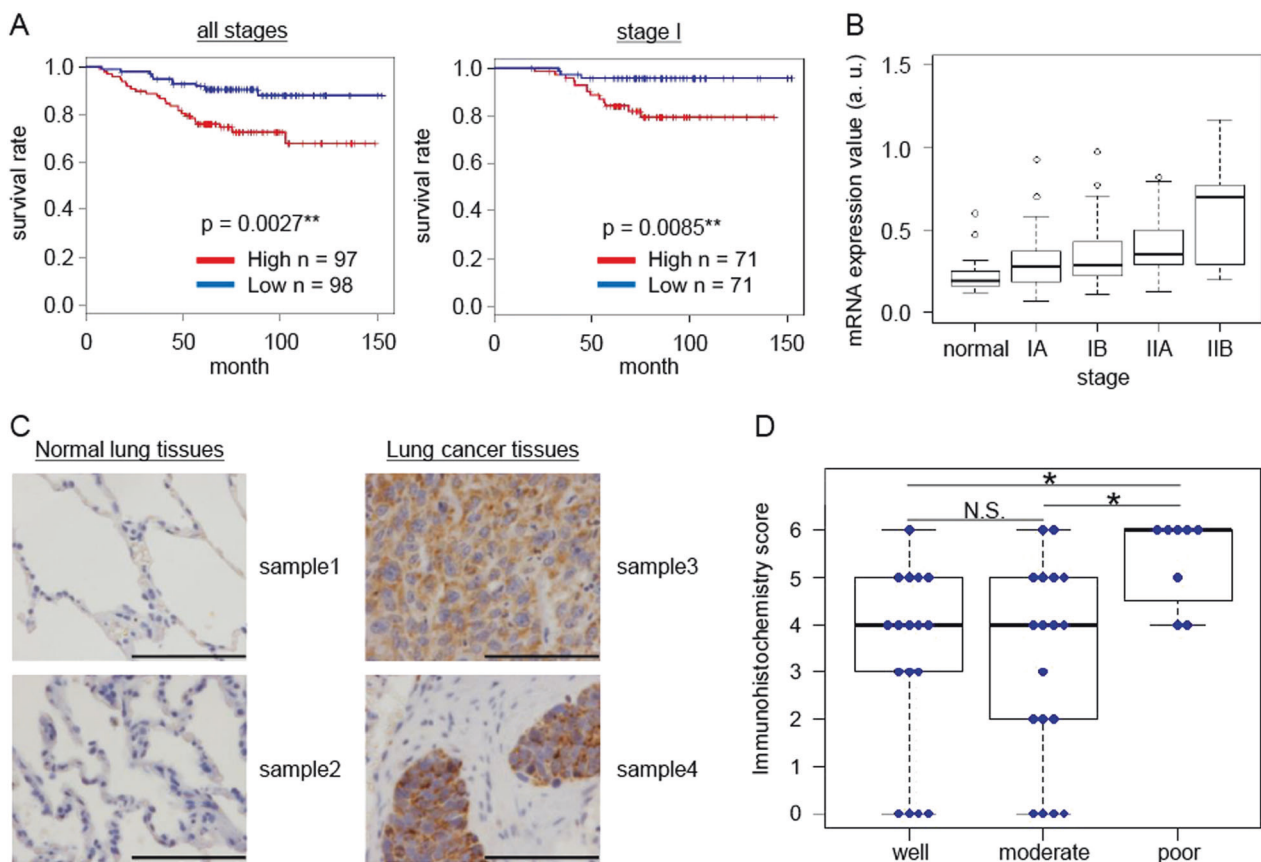 A
all stages
survival rate
1.0
0.8
0.6
0.4
0.2
0.0
p = 0.0027**
High n = 97
Low n = 98
0 50 100 150
month
stage I
survival rate
1.0
0.8
0.6
0.4
0.2
0.0
p = 0.0085**
High n = 71
Low n = 71
0 50 100 150
month
B
mRNA expression value (a. u.)
1.5
1.0
0.5
0.0
normal IA IB IIA IIB
stage
C
Normal lung tissues
Lung cancer tissues
sample1
sample3
sample2
sample4
D
Immunohistochemistry score
6
5
4
3
2
1
0
*
N.S. *
well moderate poor